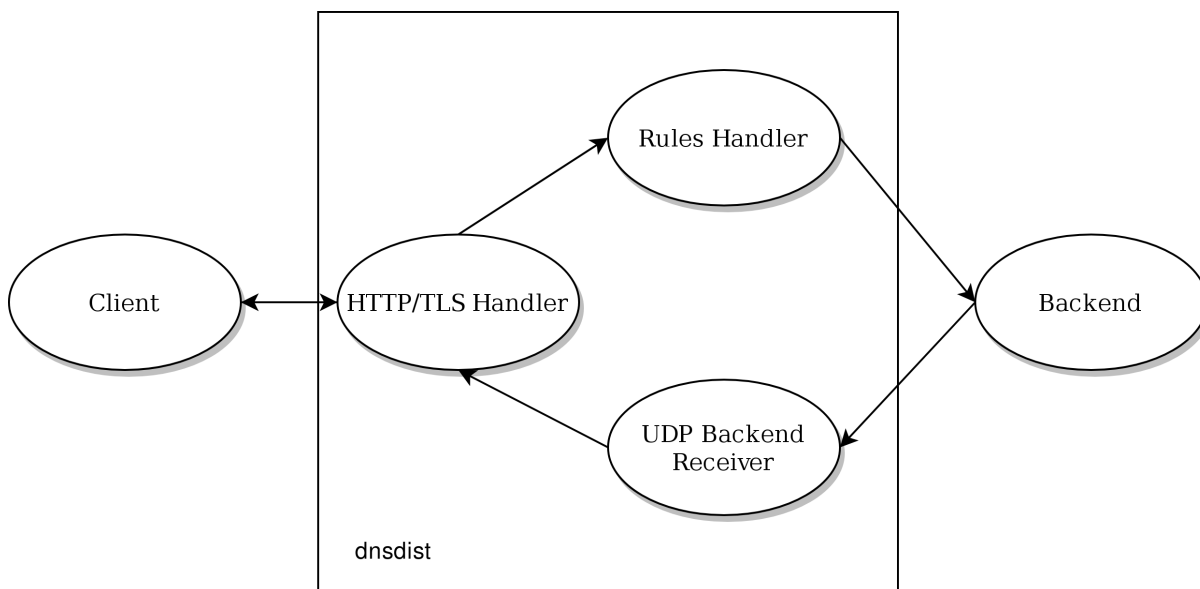 Rules Handler
Client
HTTP/TLS Handler
Backend
UDP Backend
Receiver
dnsdist